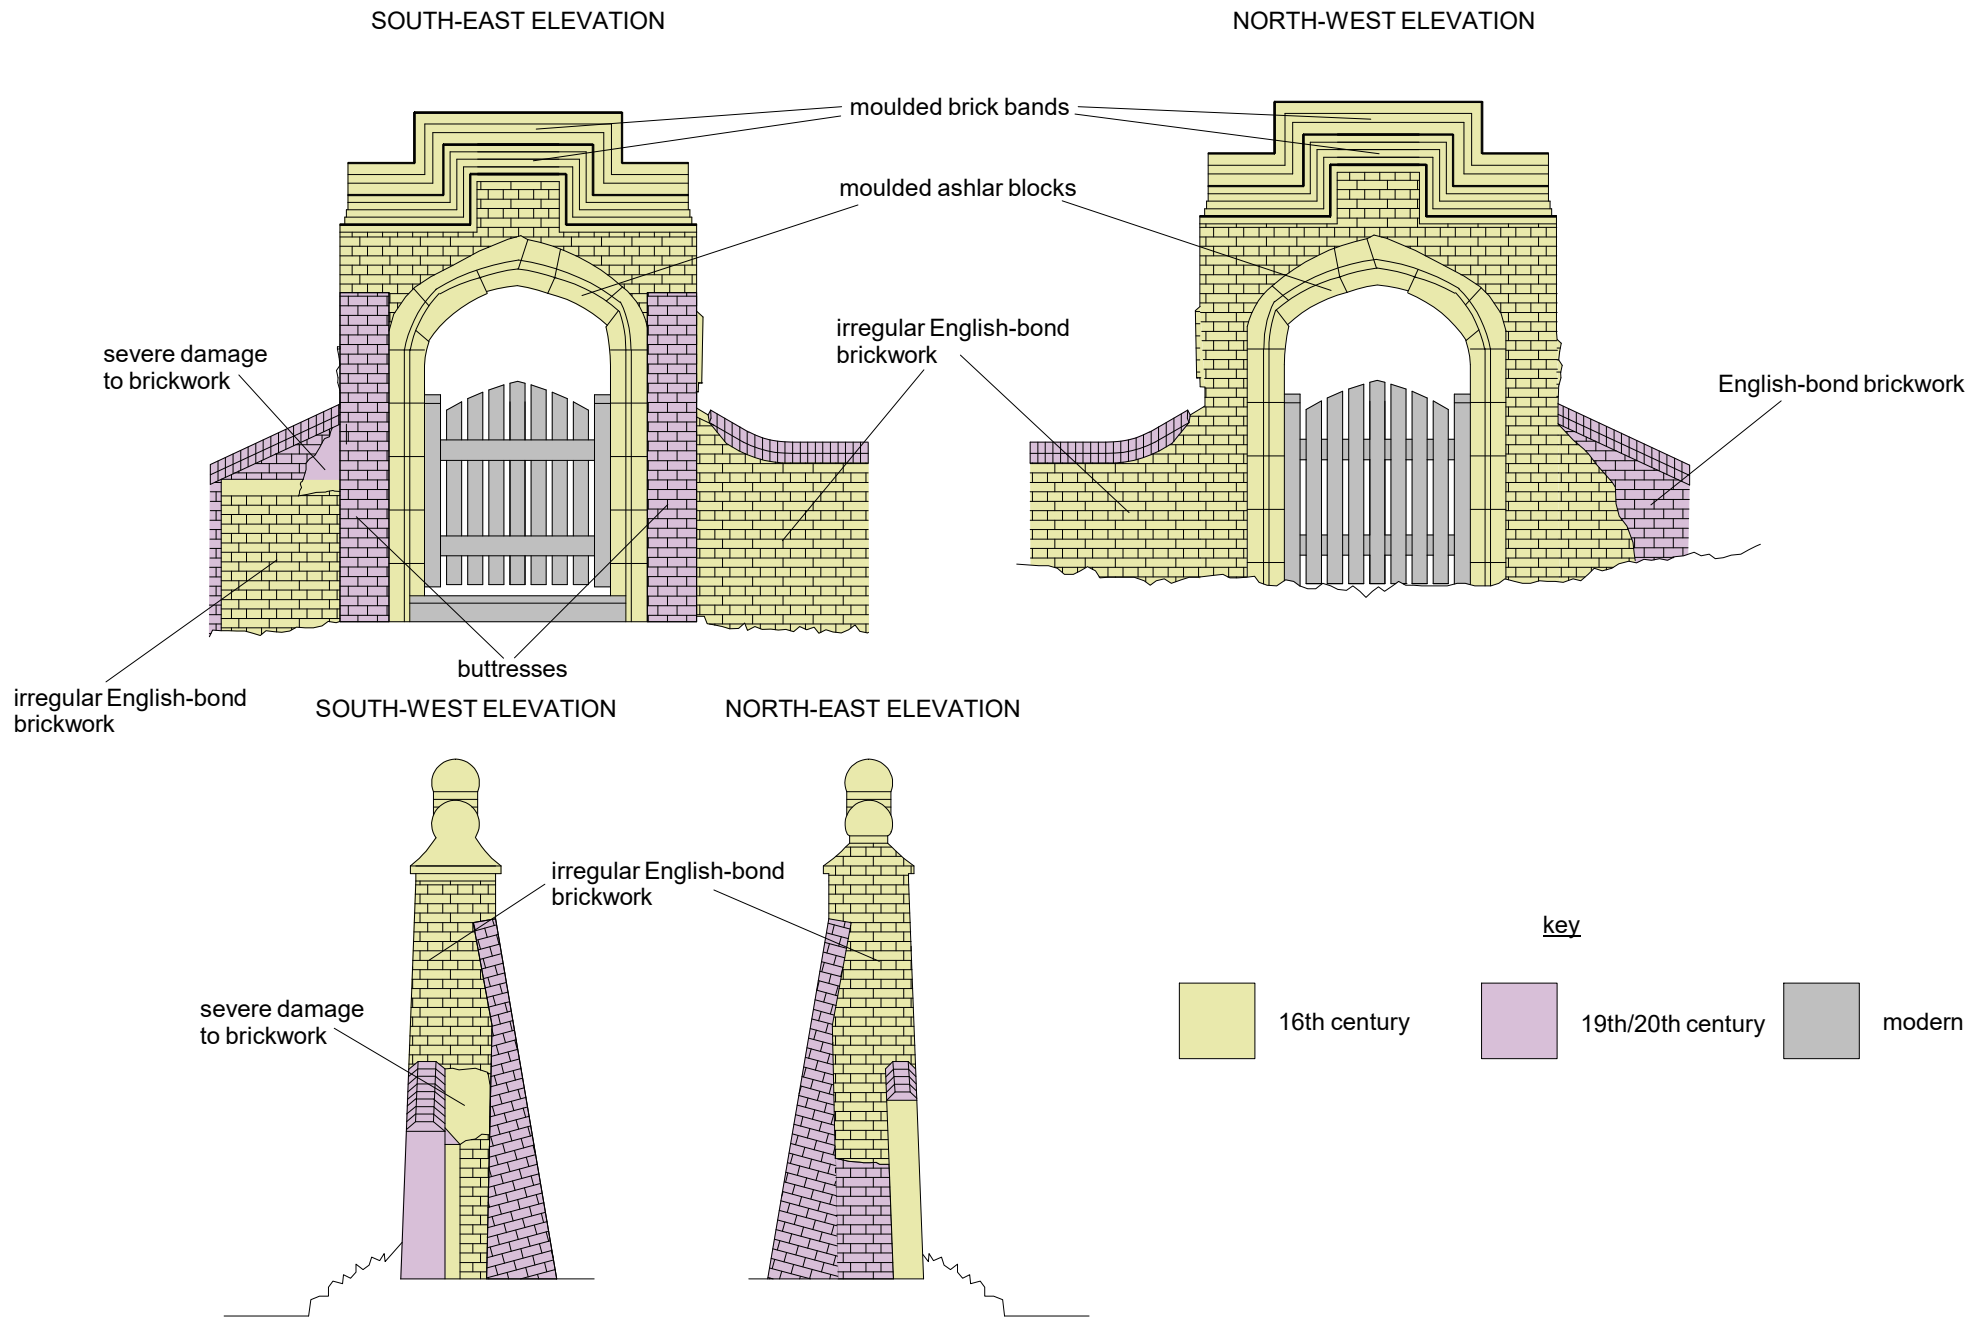 SOUTH-EAST ELEVATION
NORTH-WEST ELEVATION
moulded brick bands
moulded ashlar blocks
irregular English-bond
brickwork
severe damage
to brickwork
English-bond brickwork
buttresses
irregular English-bond
brickwork
SOUTH-WEST ELEVATION
NORTH-EAST ELEVATION
irregular English-bond
brickwork
severe damage
to brickwork
key
16th century
19th/20th century
modern